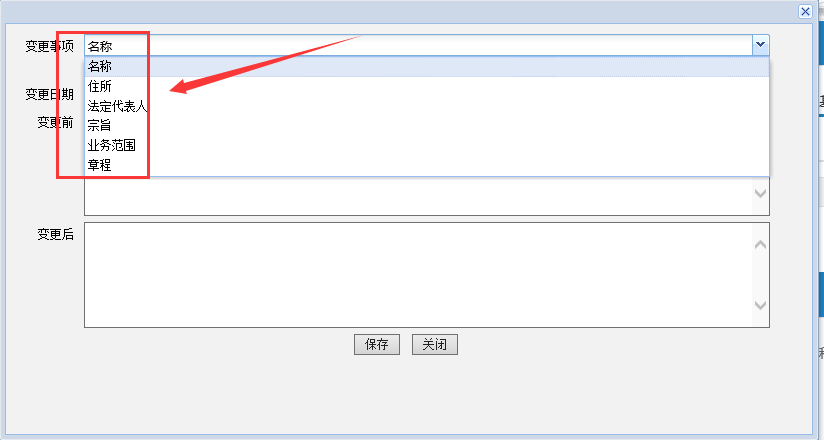 变更事项 名称
名称
住所
变更日期
法定代表人
变更前
宗旨
业务范围
章程
变更后
保存 关闭